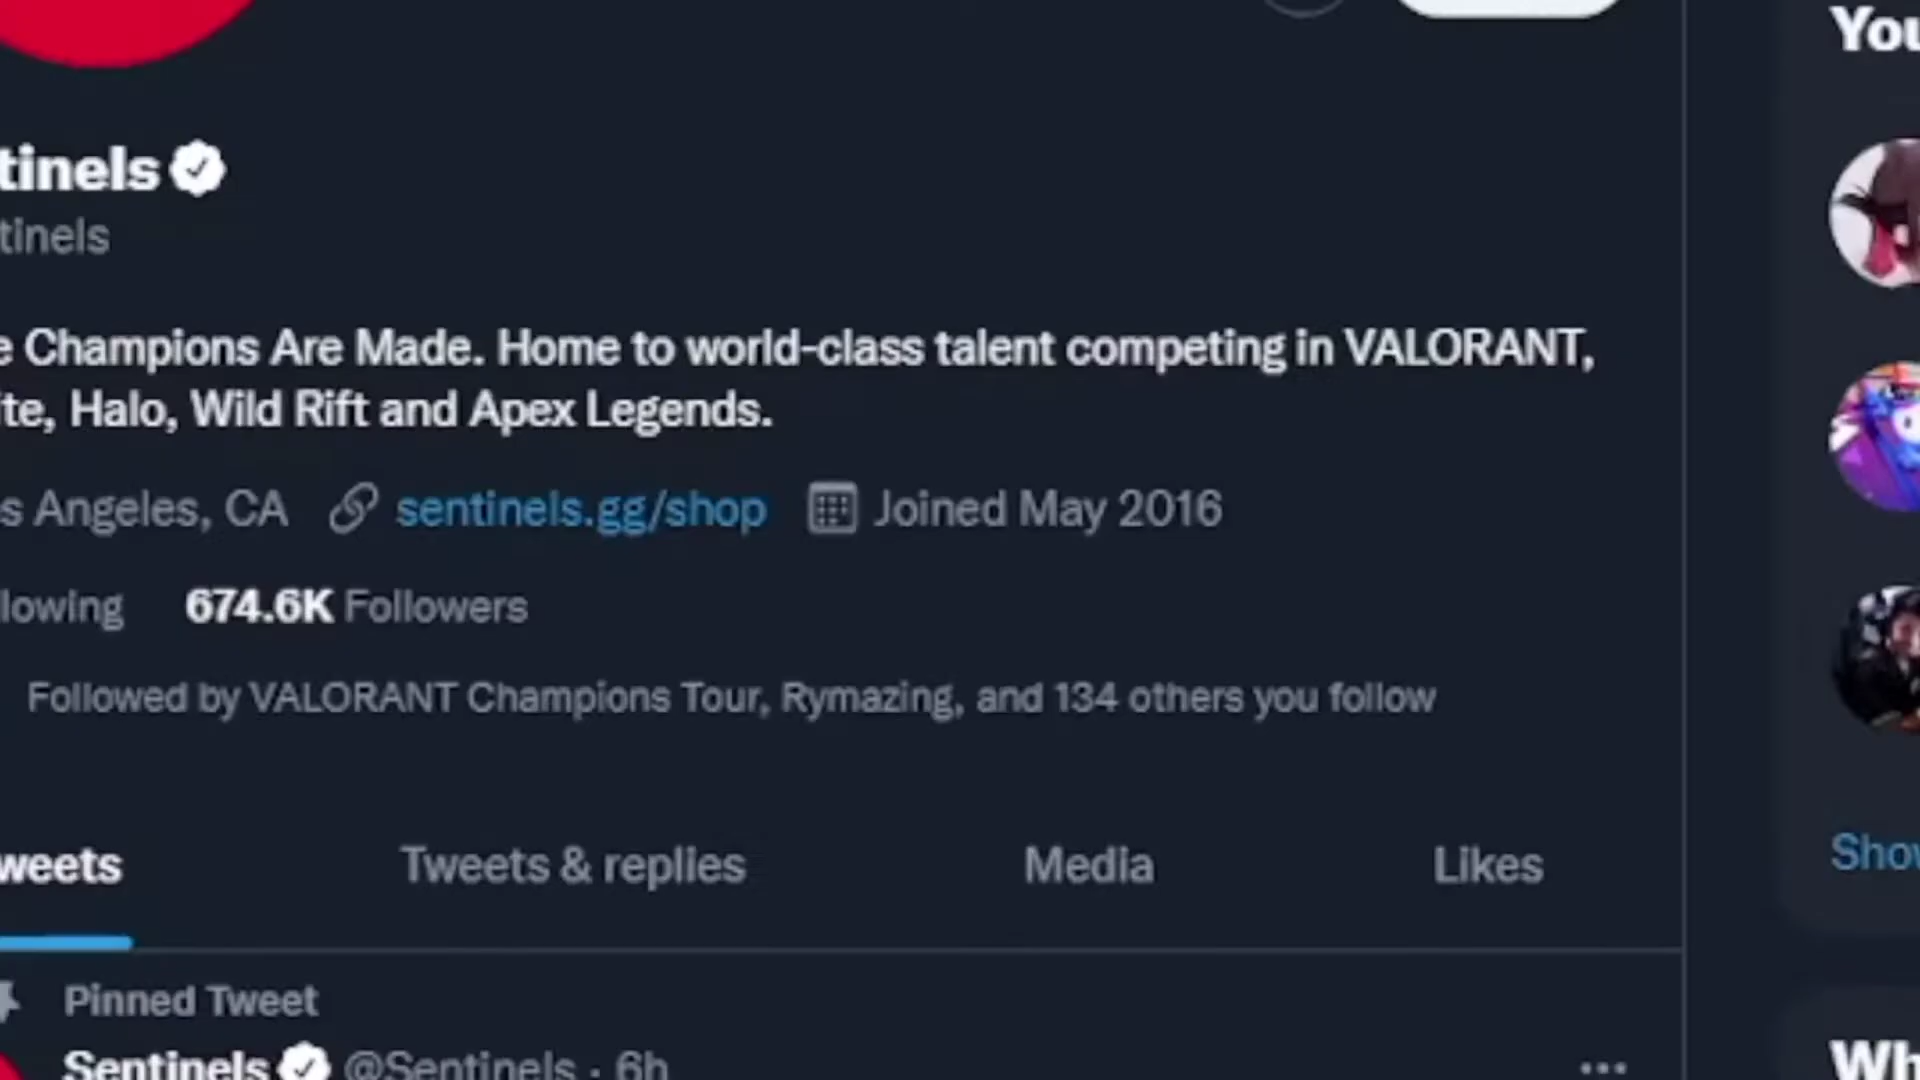 You
tinels
tinels
e Champions Are Made. Home to world-class talent competing in VALORANT,
ite, Halo, Wild Rift and Apex Legends.
s Angeles, CA sentinels.gg/shop Joined May 2016
lowing 674.6K Followers
Followed by VALORANT Champions Tour, Rymazing, and 134 others you follow
weets Tweets & replies Media Likes
Show
Pinned Tweet
Sentinels @Sentinels · 6h
Wh